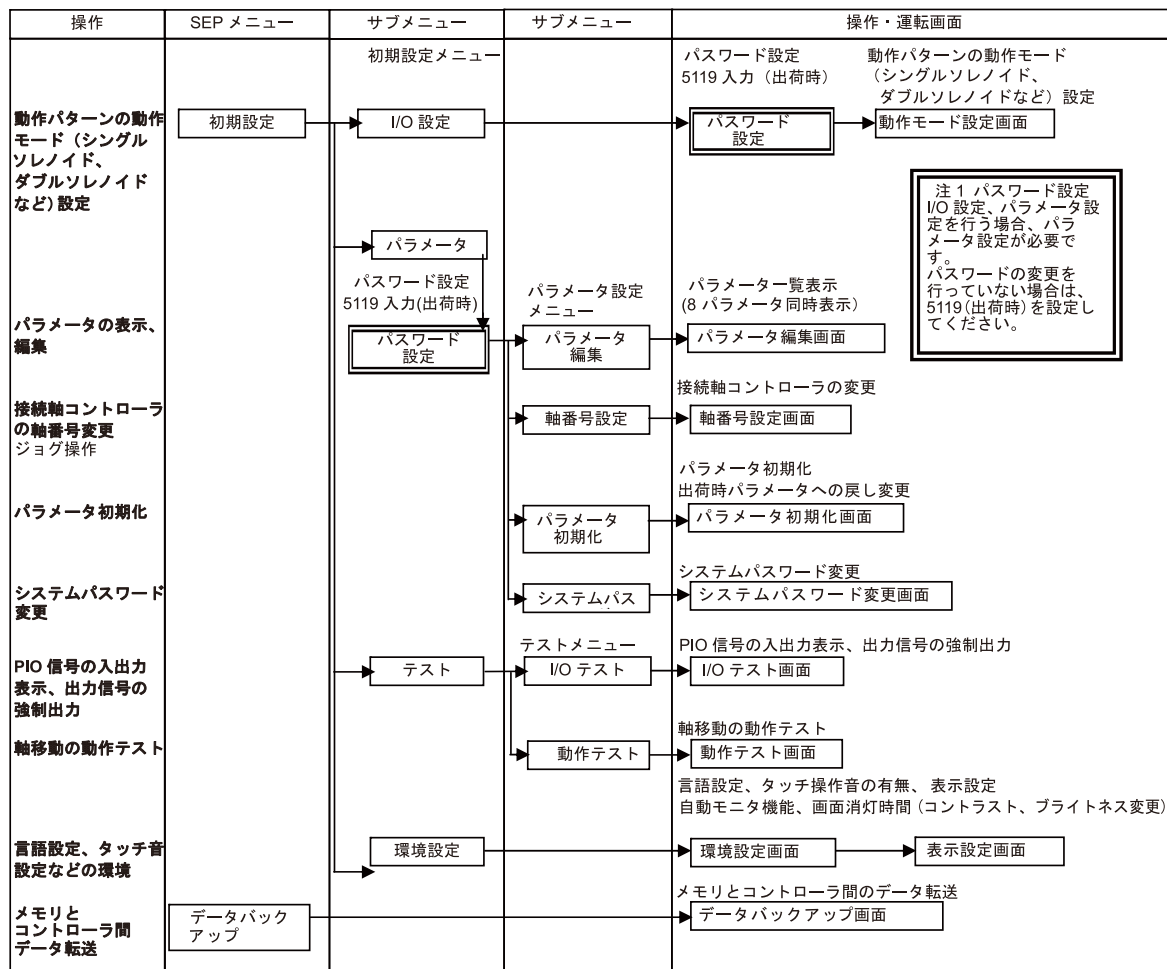 操作
SEP メニュー
サブメニュー
サブメニュー
操作・運転画面
初期設定メニュー
パスワード設定
5119 入力（出荷時）
動作パターンの動作モード
（シングルソレノイド、
ダブルソレノイドなど）設定
動作パターンの動作
モード（シングル
ソレノイド、
ダブルソレノイド
など）設定
初期設定
I/O 設定
パスワード
設定
動作モード設定画面
注 1 パスワード設定
I/O 設定、パラメータ設
定を行う場合、パラ
メータ設定が必要で
す。
パスワードの変更を
行っていない場合は、
5119(出荷時)を設定し
てください。
パラメータ
パスワード設定
5119 入力(出荷時)
パラメータ設定
メニュー
パラメーター覧表示
(8 パラメータ同時表示)
パラメータの表示、
編集
パスワード
設定
パラメータ
編集
パラメータ編集画面
接続軸コントローラの変更
接続軸コントローラ
の軸番号変更
ジョグ操作
軸番号設定
軸番号設定画面
パラメータ初期化
出荷時パラメータへの戻し変更
パラメータ初期化
パラメータ
初期化
パラメータ初期化画面
システムパスワード変更
システムパスワード
変更
システムパス
システムパスワード変更画面
テストメニュー
PIO 信号の入出力表示、出力信号の強制出力
PIO 信号の入出力
表示、出力信号の
強制出力
テスト
I/O テスト
I/O テスト画面
軸移動の動作テスト
軸移動の動作テスト
動作テスト
動作テスト画面
言語設定、タッチ操作音の有無、表示設定
自動モニタ機能、画面消灯時間（コントラスト、ブライトネス変更）
言語設定、タッチ音
設定などの環境
環境設定
環境設定画面
表示設定画面
メモリとコントローラ間のデータ転送
メモリと
コントローラ間
データ転送
データバック
アップ
データバックアップ画面